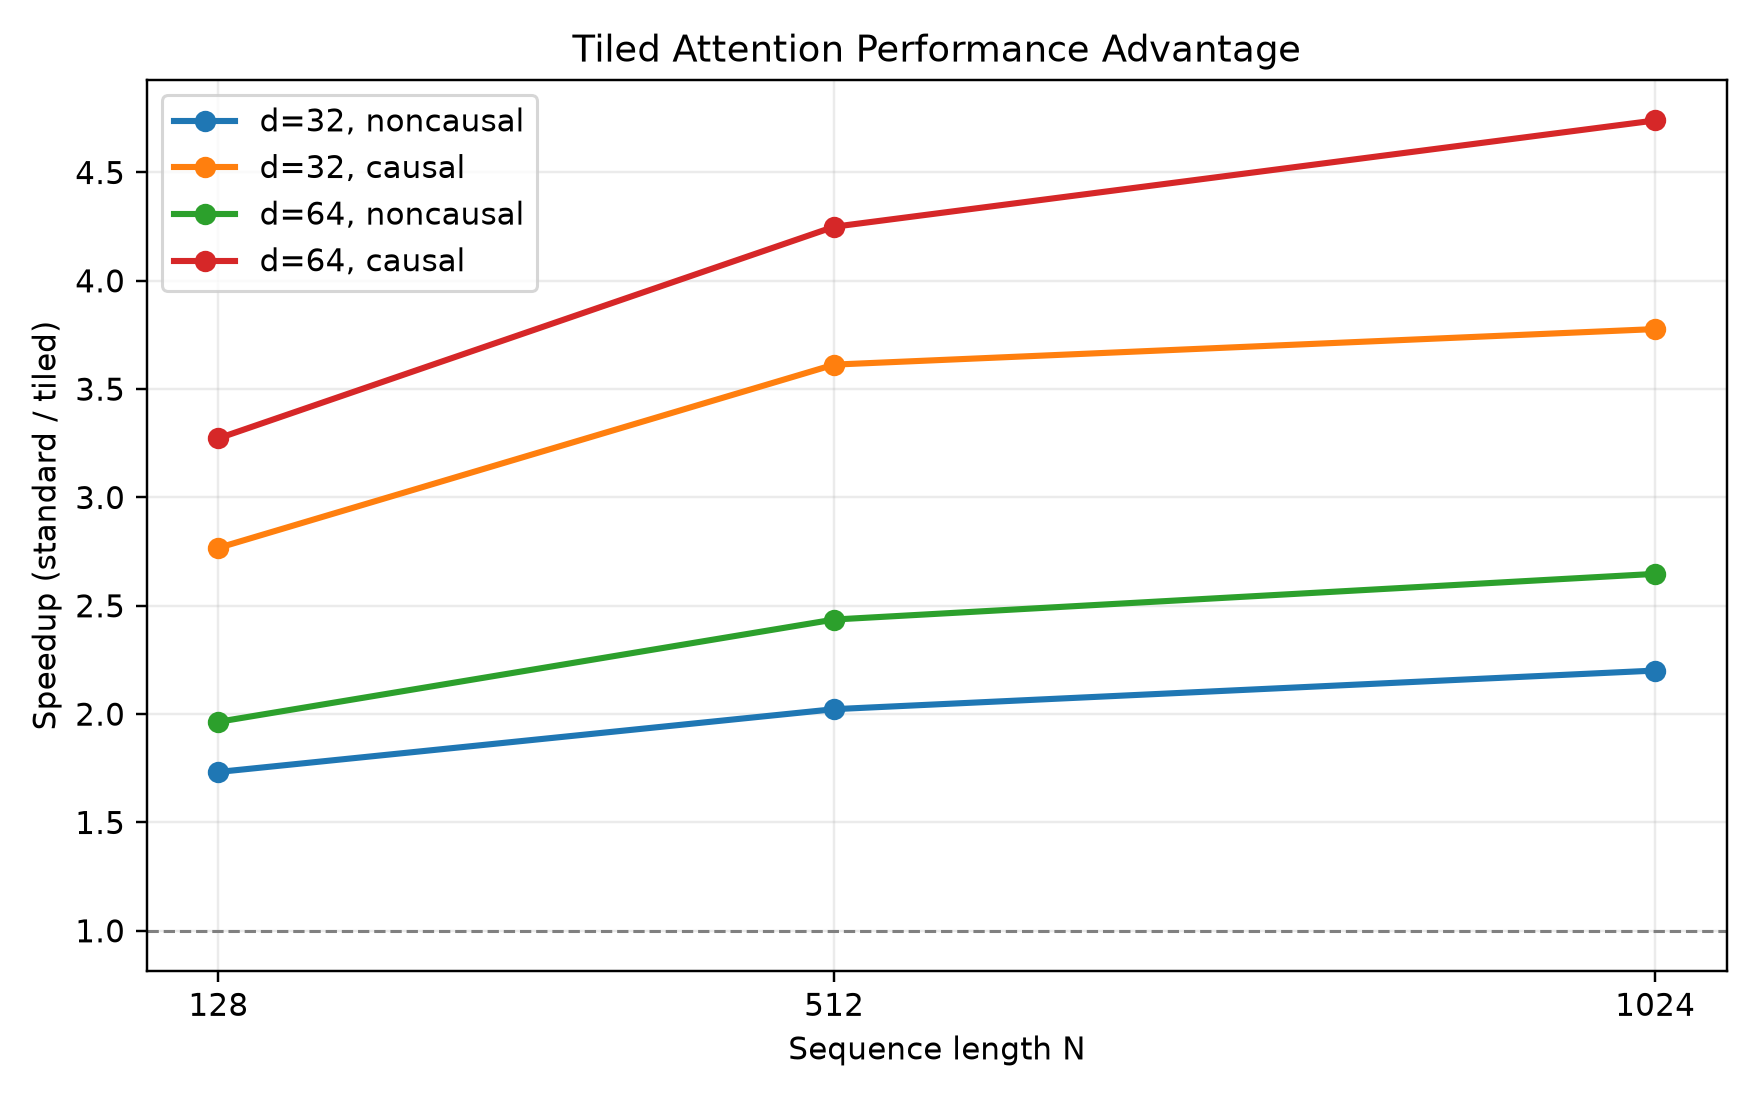 Tiled Attention Performance Advantage
d=32, noncausal
d=32, causal
d=64, noncausal
d=64, causal
Speedup (standard / tiled)
4.5
4.0
3.5
3.0
2.5
2.0
1.5
1.0
128 512 1024
Sequence length N